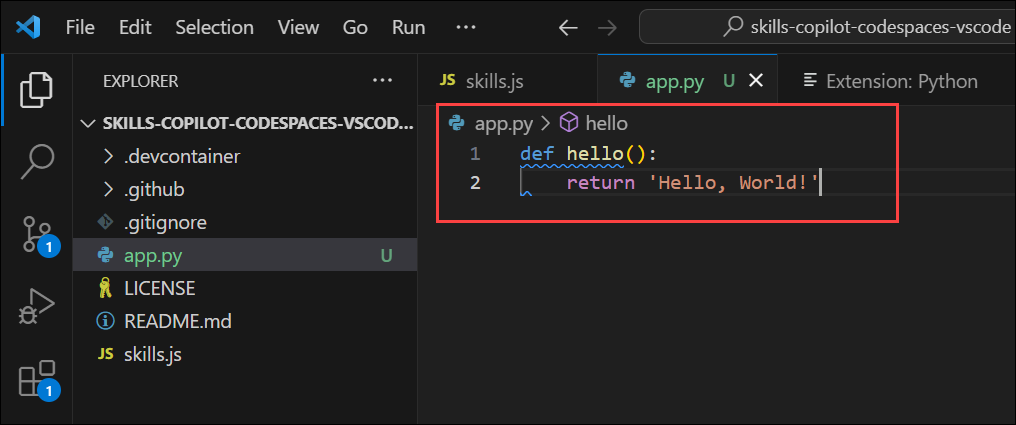 File Edit Selection View Go Run ··· skills-copilot-codespaces-vscode
EXPLORER ···
SKILLS-COPILOT-CODESPACES-VSCOD...
.devcontainer
.github
.gitignore
app.py U
LICENSE
README.md
JS skills.js
1
1
JS skills.js app.py U Extension: Python
app.py > hello
1 def hello():
2     return 'Hello, World!'